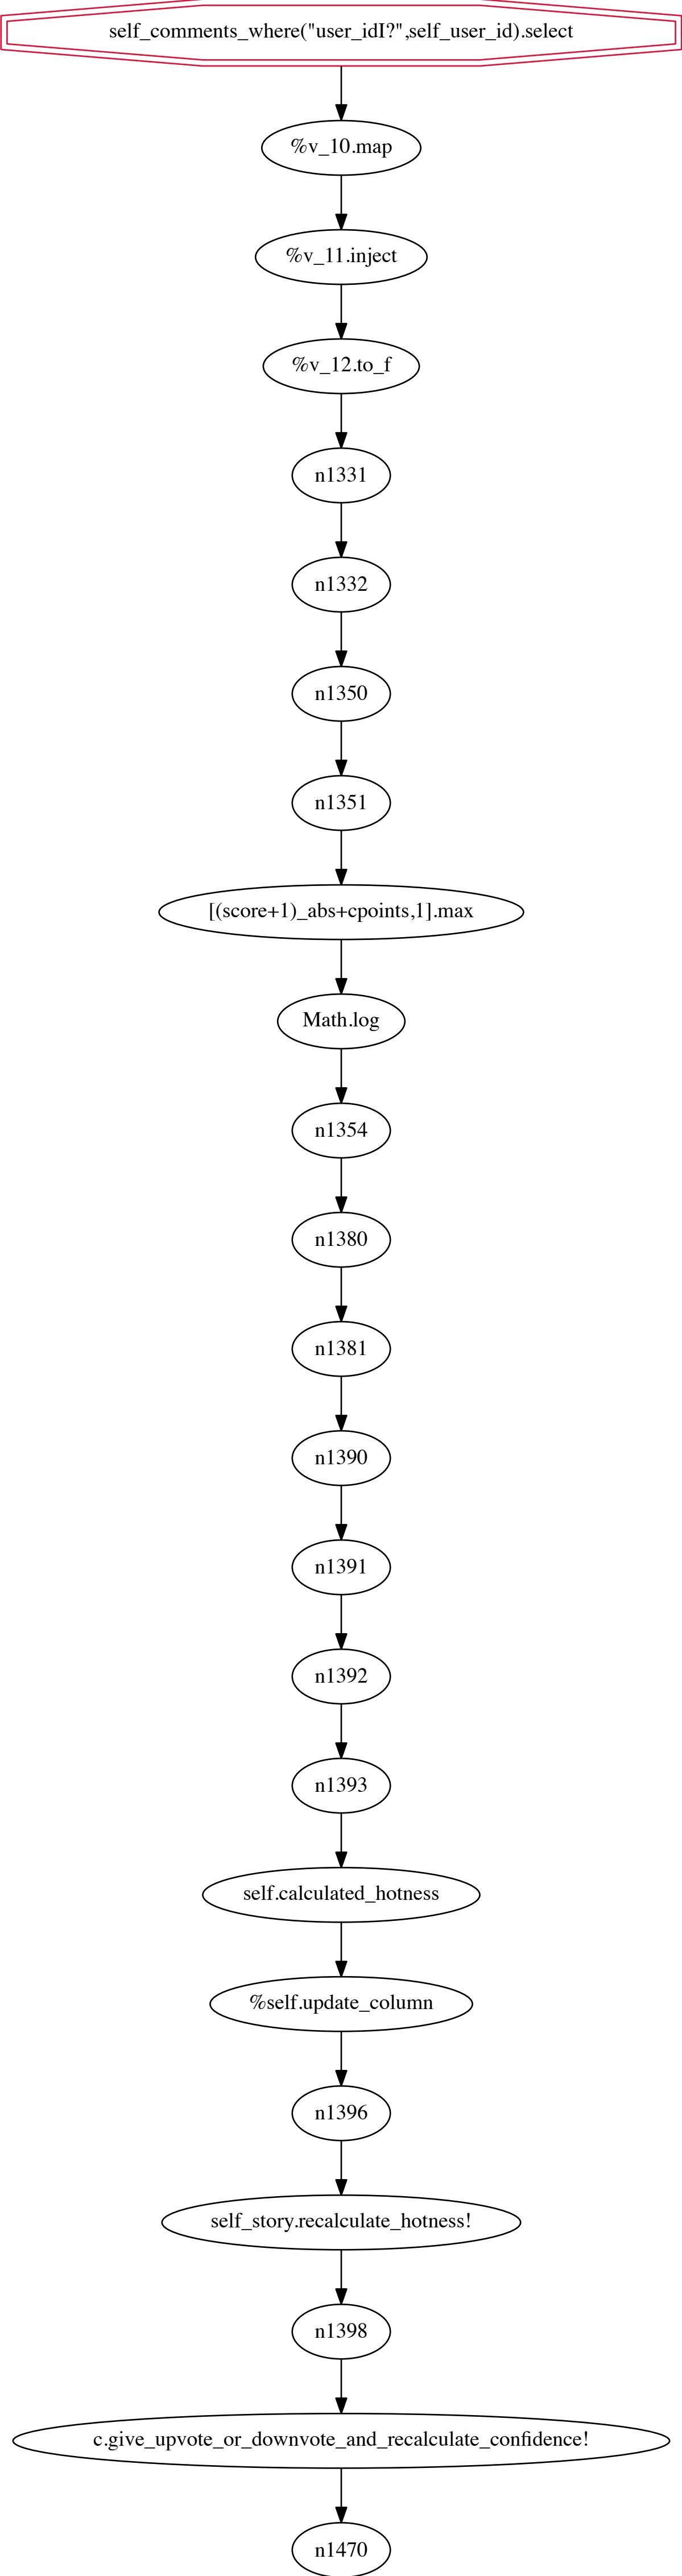 self_comments_where("user_idI?",self_user_id).select
%v_10.map
%v_11.inject
%v_12.to_f
n1331
n1332
n1350
n1351
[(score+1)_abs+cpoints,1].max
Math.log
n1354
n1380
n1381
n1390
n1391
n1392
n1393
self.calculated_hotness
%self.update_column
n1396
self_story.recalculate_hotness!
n1398
c.give_upvote_or_downvote_and_recalculate_confidence!
n1470